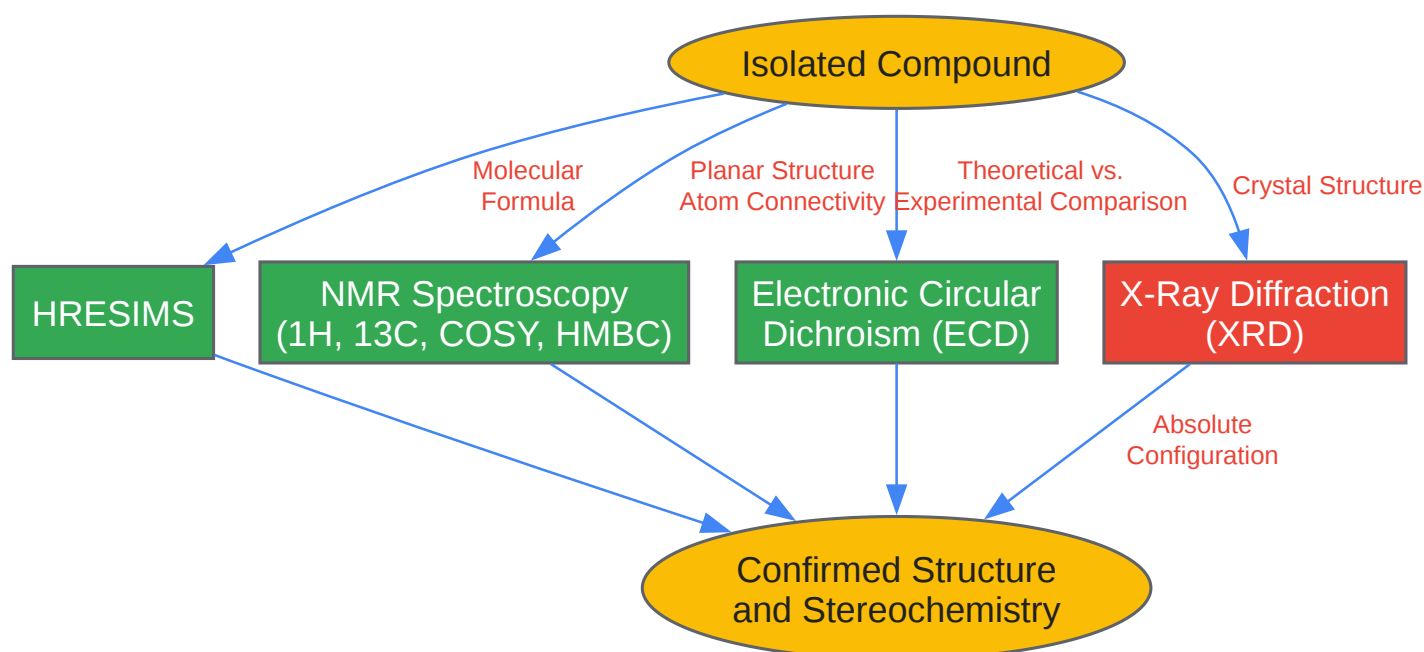 Isolated Compound
Molecular
Formula
Planar Structure
Atom Connectivity
Theoretical vs.
Experimental Comparison
Crystal Structure
HRESIMS
NMR Spectroscopy
(1H, 13C, COSY, HMBC)
Electronic Circular
Dichroism (ECD)
X-Ray Diffraction
(XRD)
Absolute
Configuration
Confirmed Structure
and Stereochemistry